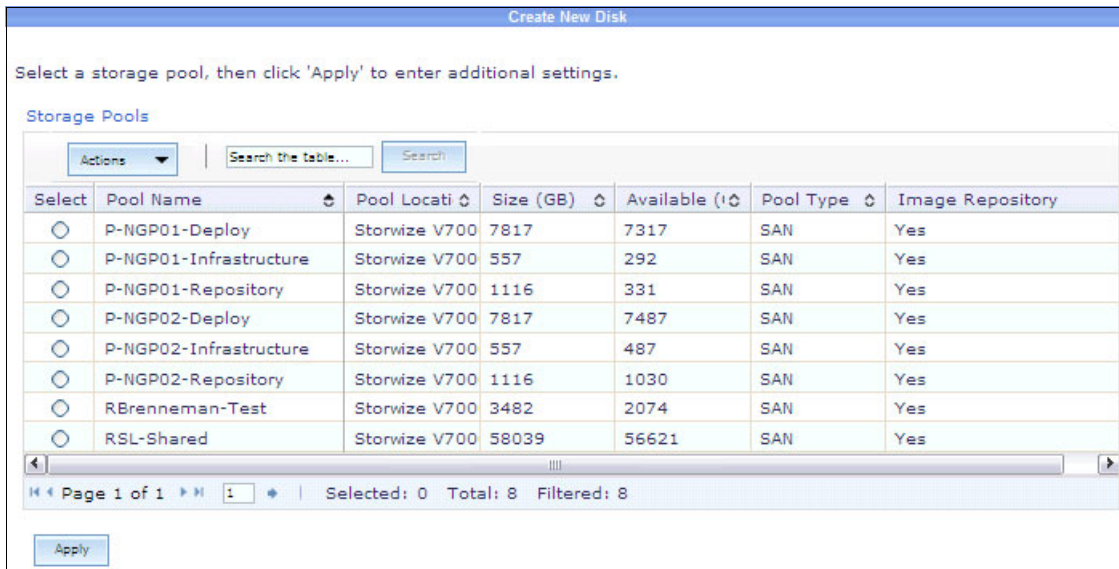 Create New Disk
Select a storage pool, then click 'Apply' to enter additional settings.
Storage Pools
Actions Search the table... Search
Select Pool Name Pool Locati Size (GB) Available ( Pool Type Image Repository
P-NGP01-Deploy Storwize V700 7817 7317 SAN Yes
P-NGP01-Infrastructure Storwize V700 557 292 SAN Yes
P-NGP01-Repository Storwize V700 1116 331 SAN Yes
P-NGP02-Deploy Storwize V700 7817 7487 SAN Yes
P-NGP02-Infrastructure Storwize V700 557 487 SAN Yes
P-NGP02-Repository Storwize V700 1116 1030 SAN Yes
RBrenneman-Test Storwize V700 3482 2074 SAN Yes
RSL-Shared Storwize V700 58039 56621 SAN Yes
Page 1 of 1 1 | Selected: 0 Total: 8 Filtered: 8
Apply